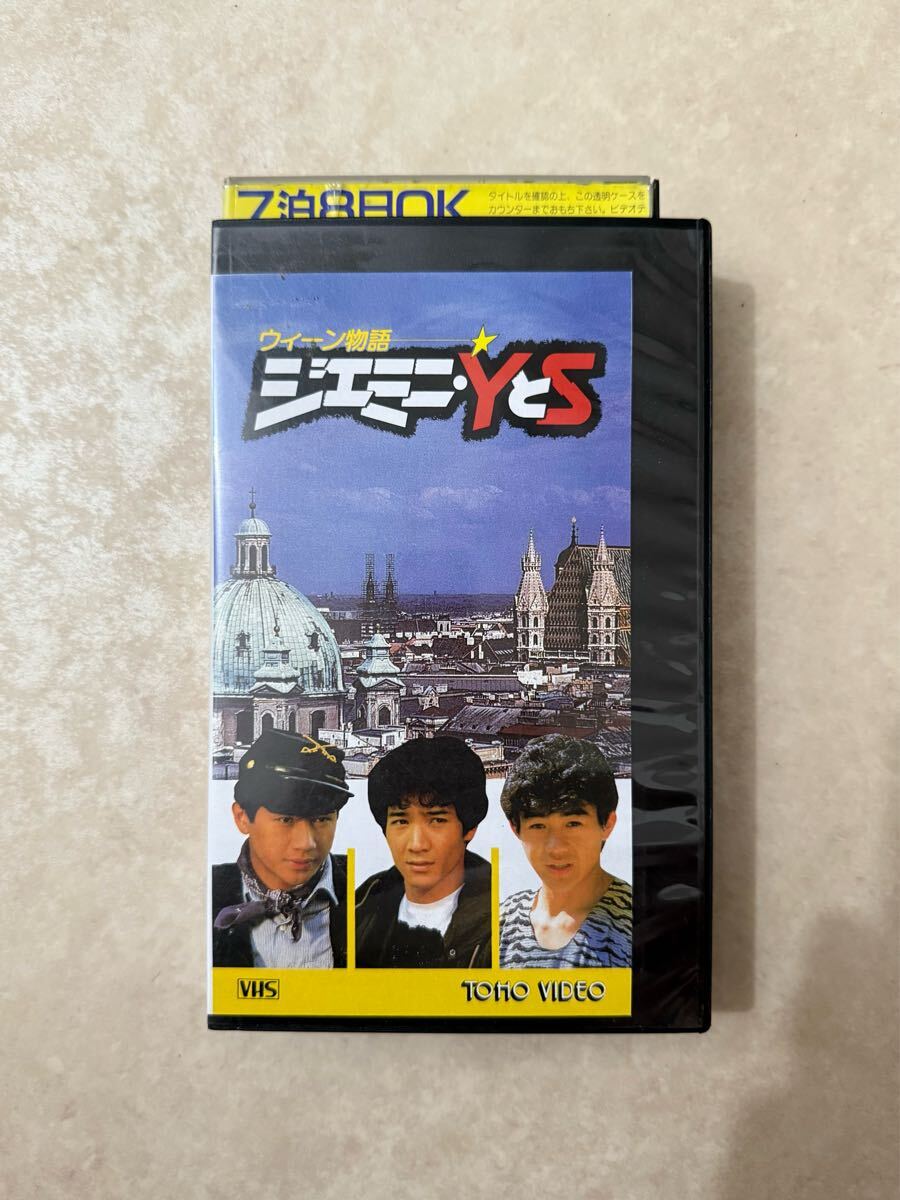 7泊8日OK
タイトルを確認の上、この透明ケースを
カウンターまでおもち下さい。ビデオテ
ウィーン物語
ジェミニ・YとS
VHS
TOHO VIDEO